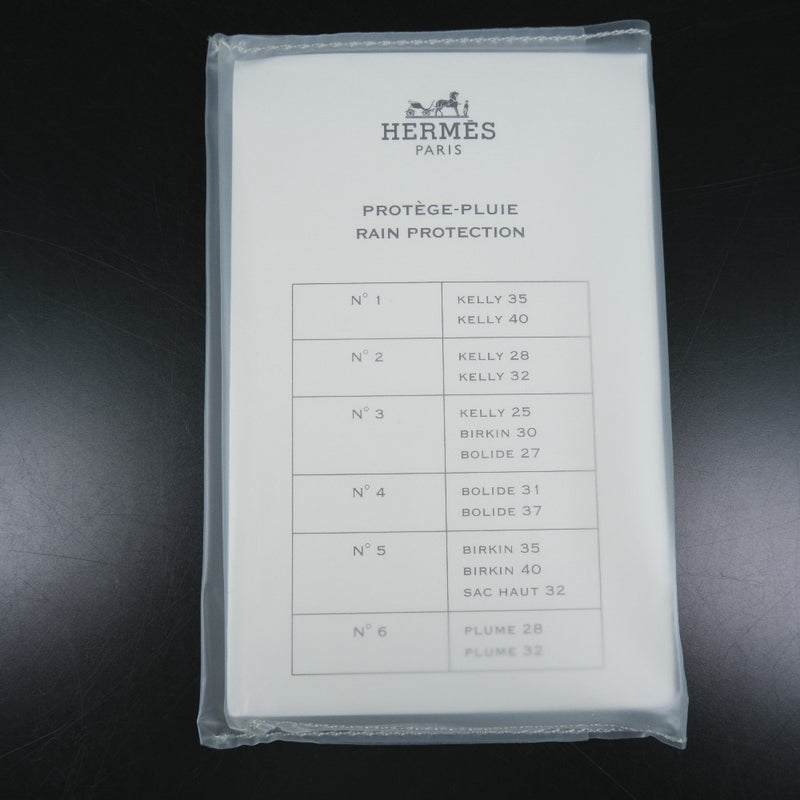 HERMÈS
PARIS
PROTÈGE-PLUIE
RAIN PROTECTION
N° 1
KELLY 35
KELLY 40
N° 2
KELLY 28
KELLY 32
N° 3
KELLY 25
BIRKIN 30
BOLIDE 27
N° 4
BOLIDE 31
BOLIDE 37
N° 5
BIRKIN 35
BIRKIN 40
SAC HAUT 32
N° 6
PLUME 28
PLUME 32